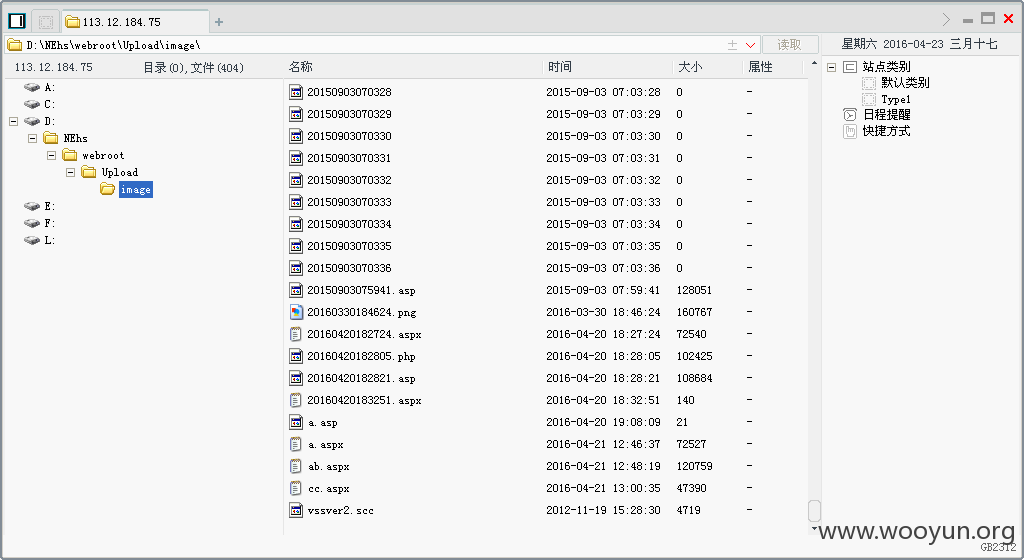 113.12.184.75
D:\NEhs\webroot\Upload\image\
读取
星期六 2016-04-23 三月十七
113.12.184.75 目录(0),文件(404)
名称 时间 大小 属性
A:
C:
D:
NEhs
webroot
Upload
image
E:
F:
L:
20150903070328 2015-09-03 07:03:28 0 -
20150903070329 2015-09-03 07:03:29 0 -
20150903070330 2015-09-03 07:03:30 0 -
20150903070331 2015-09-03 07:03:31 0 -
20150903070332 2015-09-03 07:03:32 0 -
20150903070333 2015-09-03 07:03:33 0 -
20150903070334 2015-09-03 07:03:34 0 -
20150903070335 2015-09-03 07:03:35 0 -
20150903070336 2015-09-03 07:03:36 0 -
20150903075941.asp 2015-09-03 07:59:41 128051 -
20160330184624.png 2016-03-30 18:46:24 160767 -
20160420182724.aspx 2016-04-20 18:27:24 72540 -
20160420182805.php 2016-04-20 18:28:05 102425 -
20160420182821.asp 2016-04-20 18:28:21 108684 -
20160420183251.aspx 2016-04-20 18:32:51 140 -
a.asp 2016-04-20 19:08:09 21 -
a.aspx 2016-04-21 12:46:37 72527 -
ab.aspx 2016-04-21 12:48:19 120759 -
cc.aspx 2016-04-21 13:00:35 47390 -
vssver2.scc 2012-11-19 15:28:30 4719 -
站点类别
默认类别
Type1
日程提醒
快捷方式
www.wooyun.org
GB2312